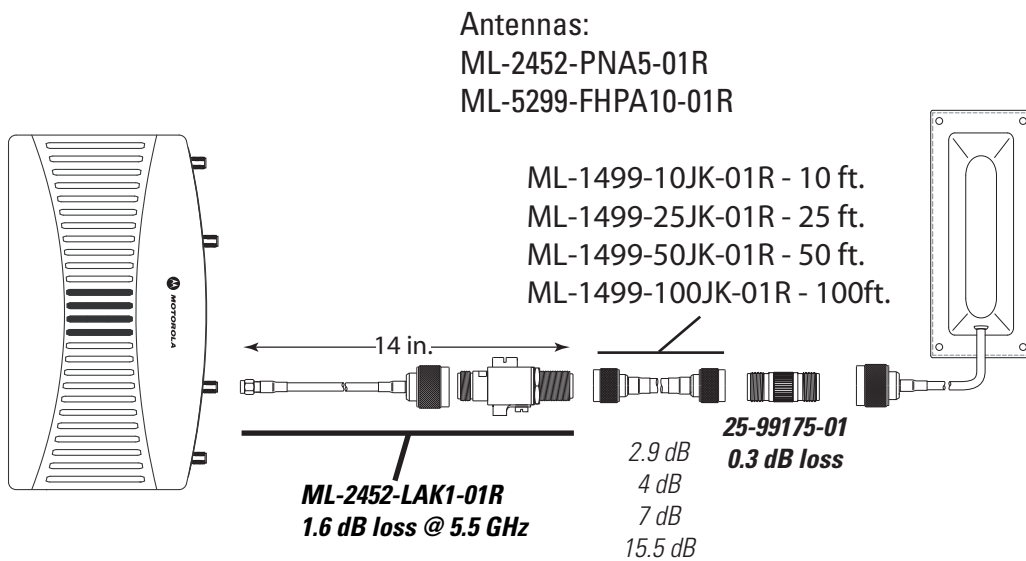 Antennas:
ML-2452-PNA5-01R
ML-5299-FHPA10-01R
ML-1499-10JK-01R - 10 ft.
ML-1499-25JK-01R - 25 ft.
ML-1499-50JK-01R - 50 ft.
ML-1499-100JK-01R - 100ft.
MOTOROLA
14 in.
ML-2452-LAK1-01R
1.6 dB loss @ 5.5 GHz
2.9 dB
4 dB
7 dB
15.5 dB
25-99175-01
0.3 dB loss